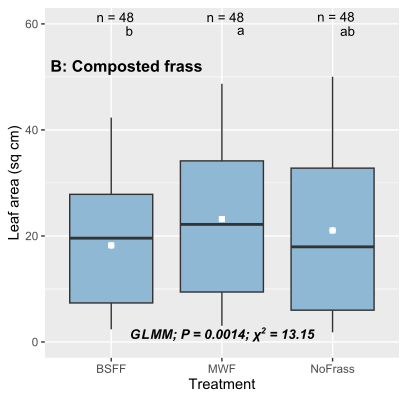 n = 48 n = 48 n = 48
b a ab
B: Composted frass
60
40
20
0
Leaf area (sq cm)
GLMM; P = 0.0014; χ² = 13.15
BSFF MWF NoFrass
Treatment